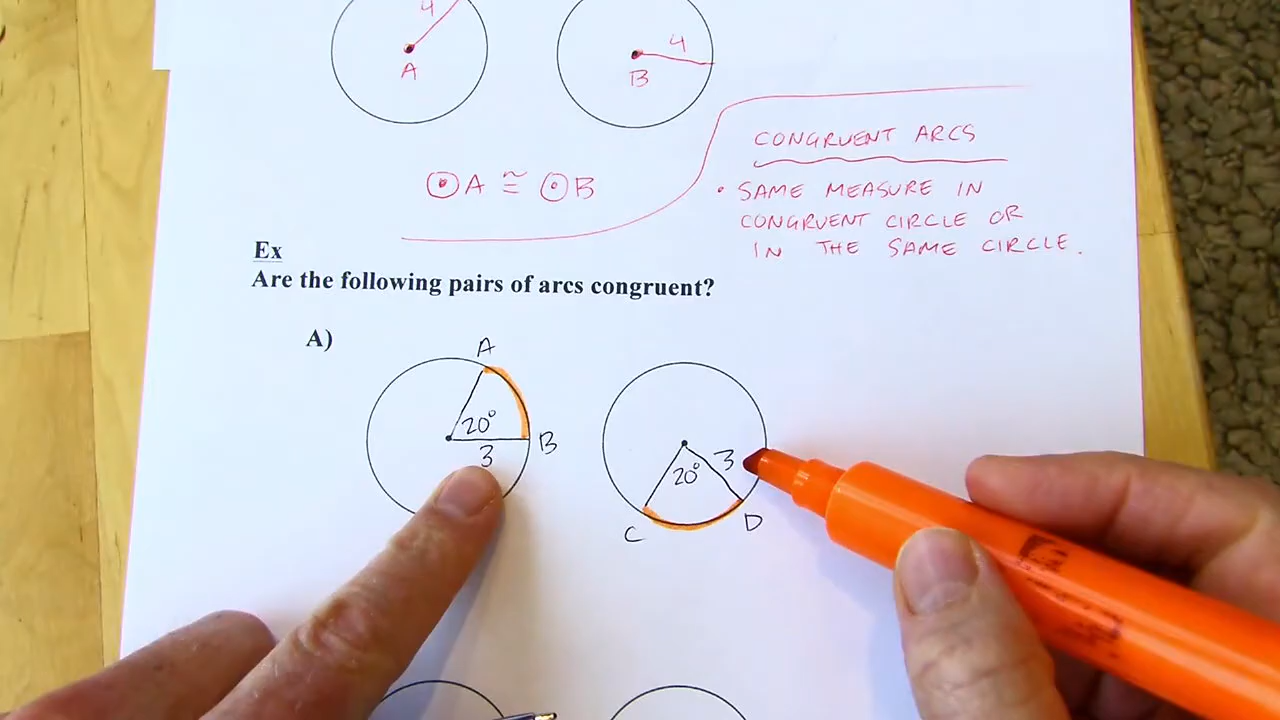 4
4
A
B
CONGRUENT ARCS
⊙A ≅ ⊙B
• SAME MEASURE IN
CONGRUENT CIRCLE OR
IN THE SAME CIRCLE.
Ex
Are the following pairs of arcs congruent?
A)
A
20°
B
3
3
20°
C
D